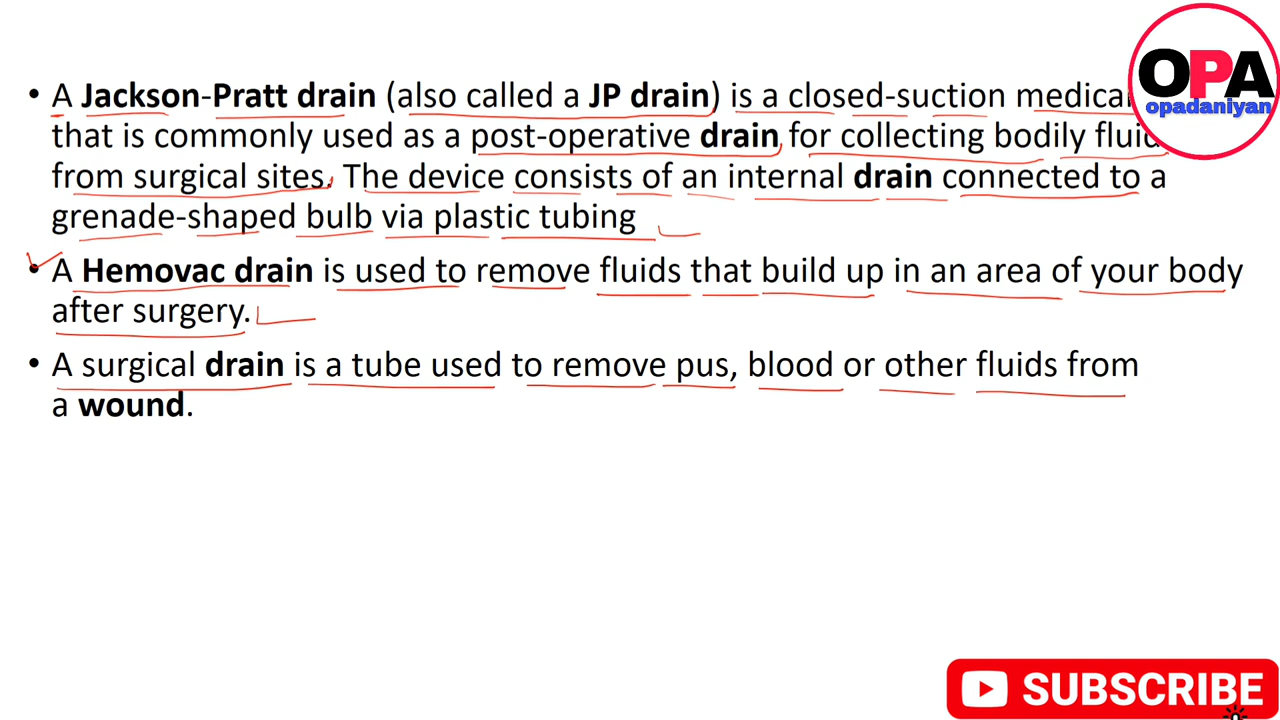 OPA
opadaniyan
• A Jackson-Pratt drain (also called a JP drain) is a closed-suction medical
that is commonly used as a post-operative drain, for collecting bodily
from surgical sites. The device consists of an internal drain connected to a
grenade-shaped bulb via plastic tubing
• A Hemovac drain is used to remove fluids that build up in an area of your body
after surgery.
• A surgical drain is a tube used to remove pus, blood or other fluids from
a wound.
SUBSCRIBE